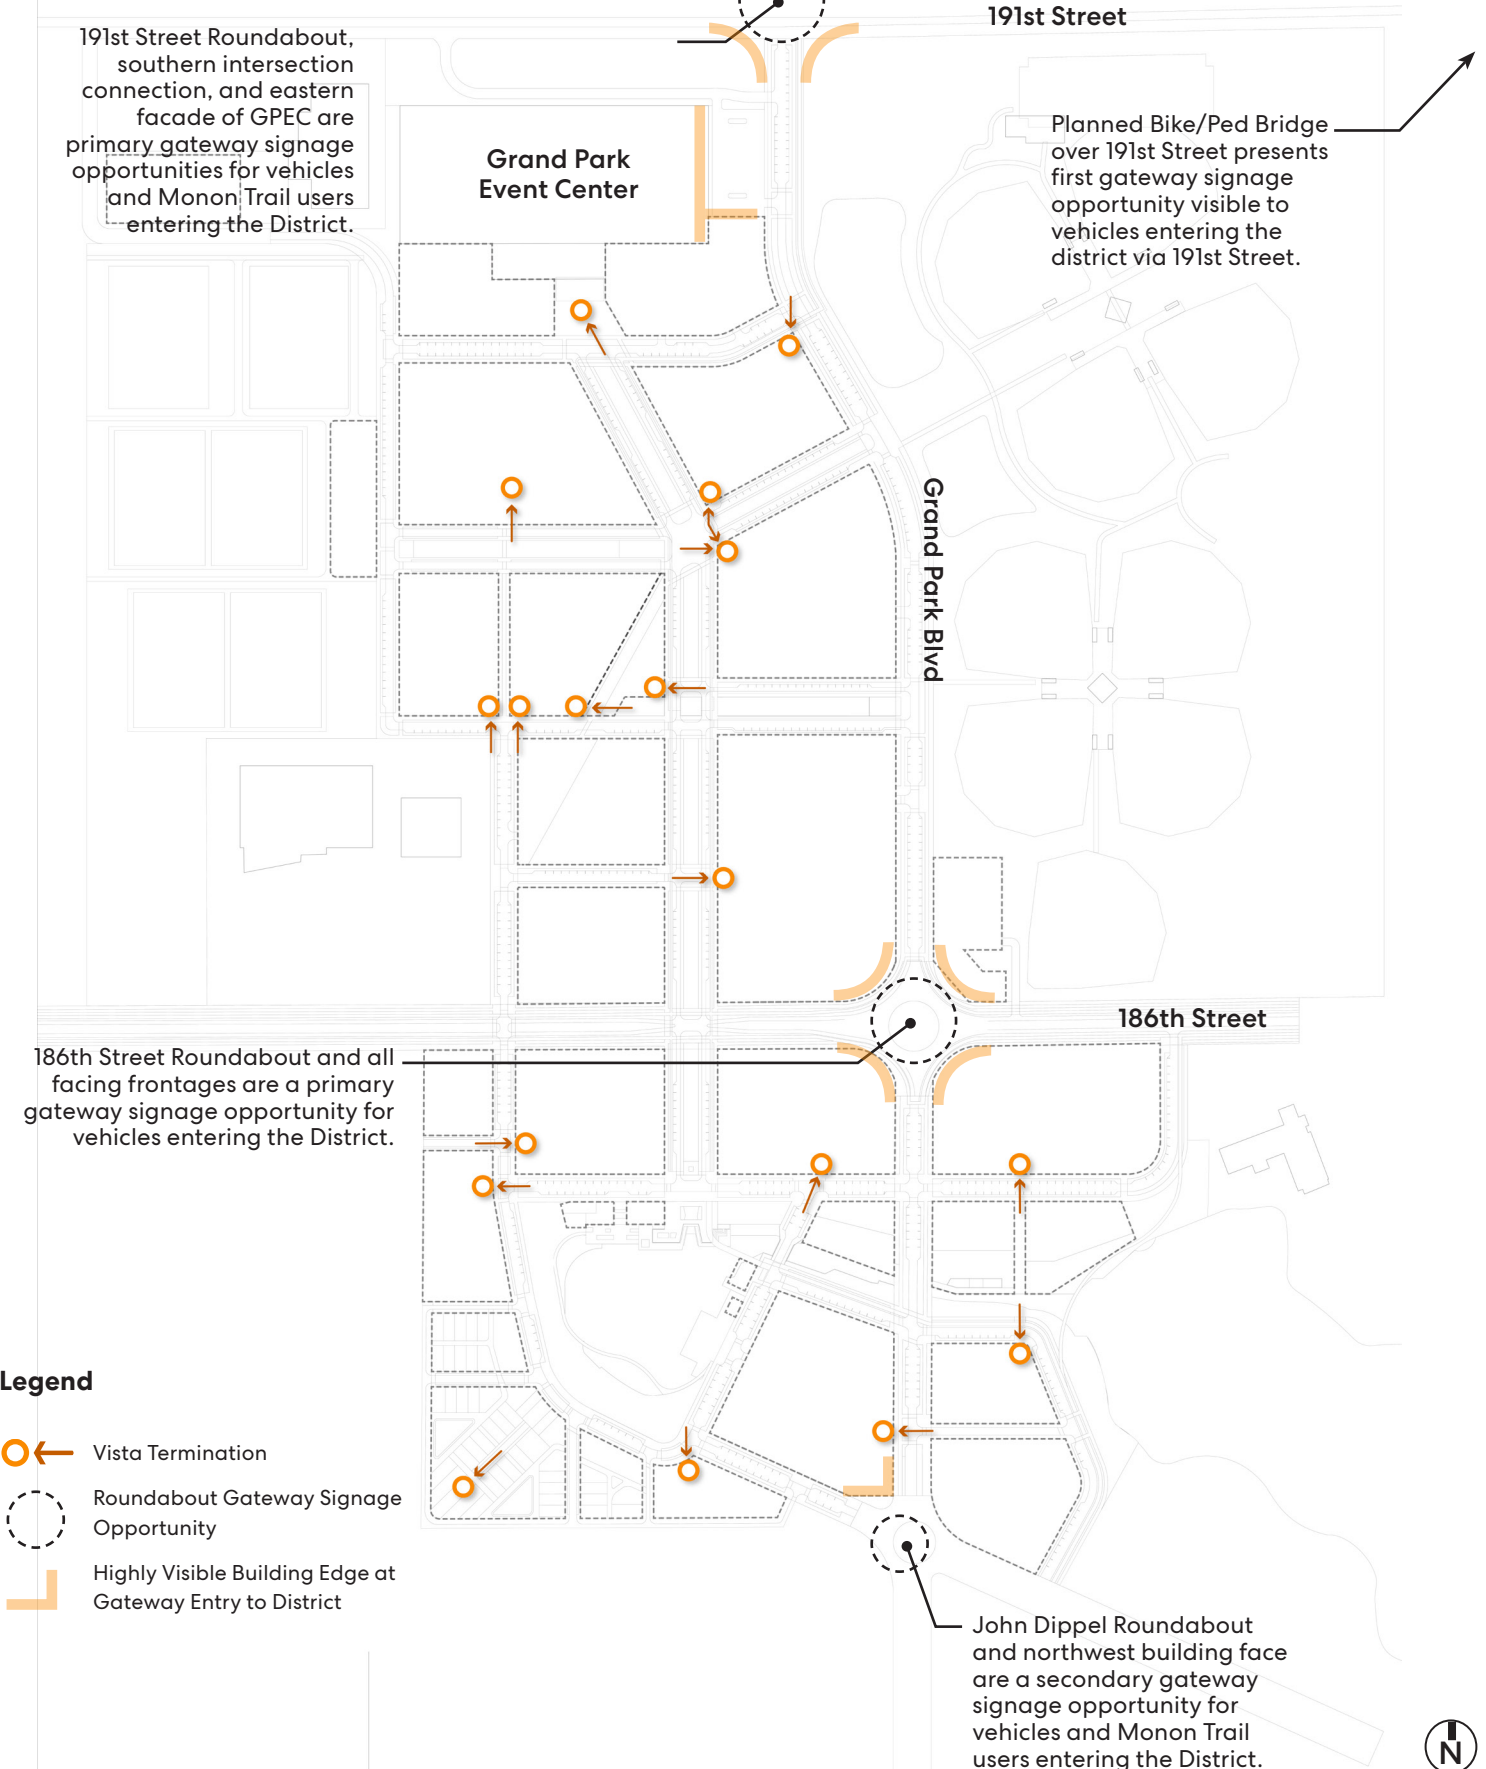 191st Street
191st Street Roundabout,
southern intersection
connection, and eastern
facade of GPEC are
primary gateway signage
opportunities for vehicles
and Monon Trail users
entering the District.
Planned Bike/Ped Bridge
over 191st Street presents
first gateway signage
opportunity visible to
vehicles entering the
district via 191st Street.
Grand Park
Event Center
Grand Park Blvd
186th Street
186th Street Roundabout and all
facing frontages are a primary
gateway signage opportunity for
vehicles entering the District.
Legend
Vista Termination
Roundabout Gateway Signage
Opportunity
Highly Visible Building Edge at
Gateway Entry to District
John Dippel Roundabout
and northwest building face
are a secondary gateway
signage opportunity for
vehicles and Monon Trail
users entering the District.
N